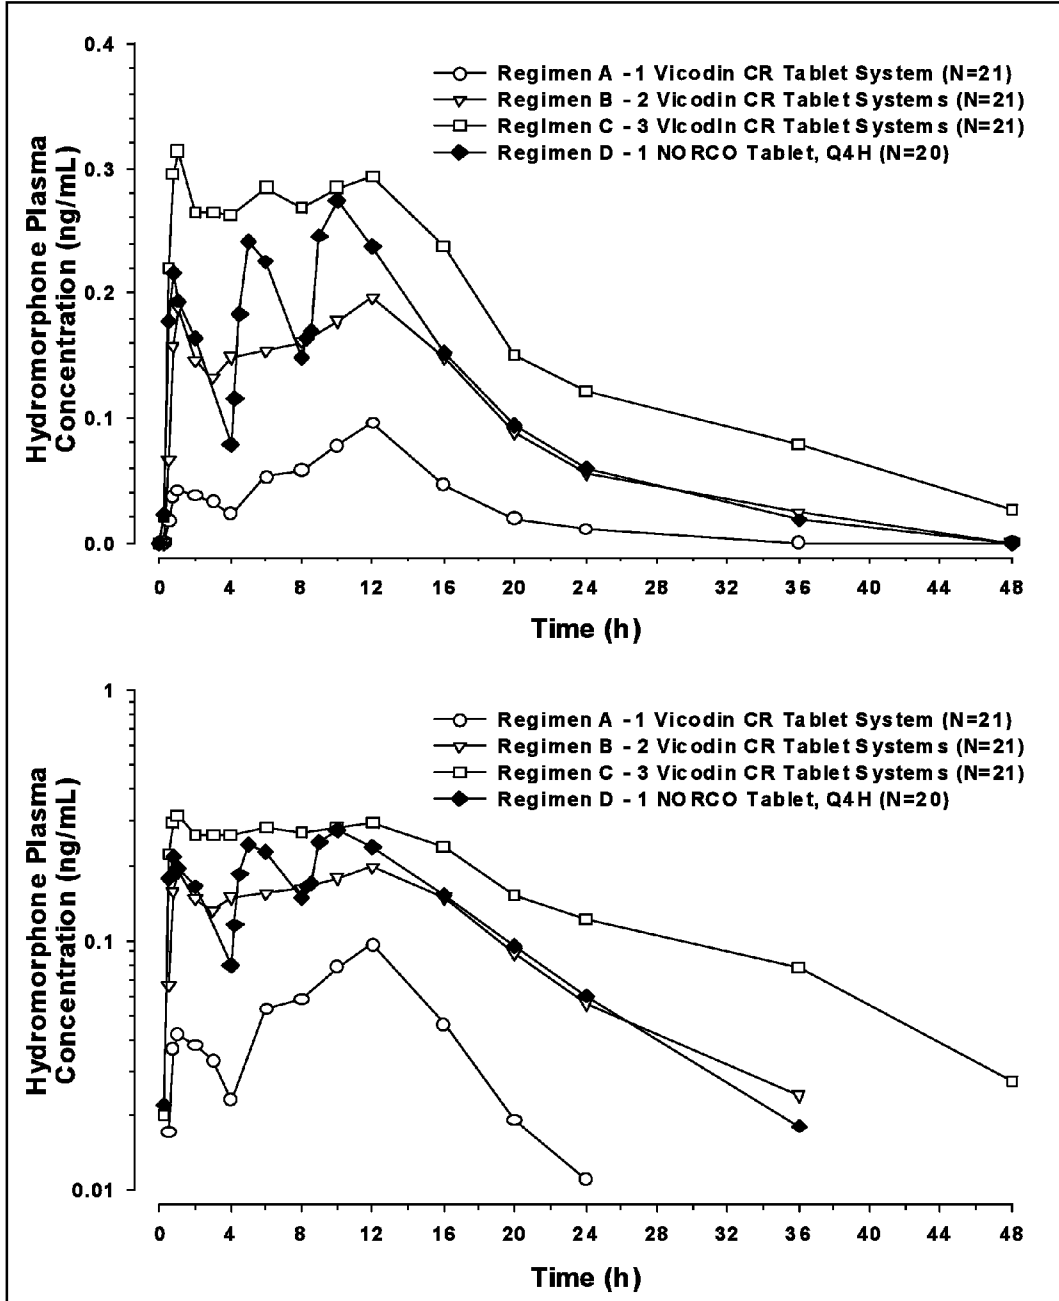 0.4
0.3
0.2
0.1
0.0
Hydromorphone Plasma
Concentration (ng/mL)
Regimen A - 1 Vicodin CR Tablet System (N=21)
Regimen B - 2 Vicodin CR Tablet Systems (N=21)
Regimen C - 3 Vicodin CR Tablet Systems (N=21)
Regimen D - 1 NORCO Tablet, Q4H (N=20)
0 4 8 12 16 20 24 28 32 36 40 44 48
Time (h)
1
0.1
0.01
Hydromorphone Plasma
Concentration (ng/mL)
Regimen A - 1 Vicodin CR Tablet System (N=21)
Regimen B - 2 Vicodin CR Tablet Systems (N=21)
Regimen C - 3 Vicodin CR Tablet Systems (N=21)
Regimen D - 1 NORCO Tablet, Q4H (N=20)
0 4 8 12 16 20 24 28 32 36 40 44 48
Time (h)